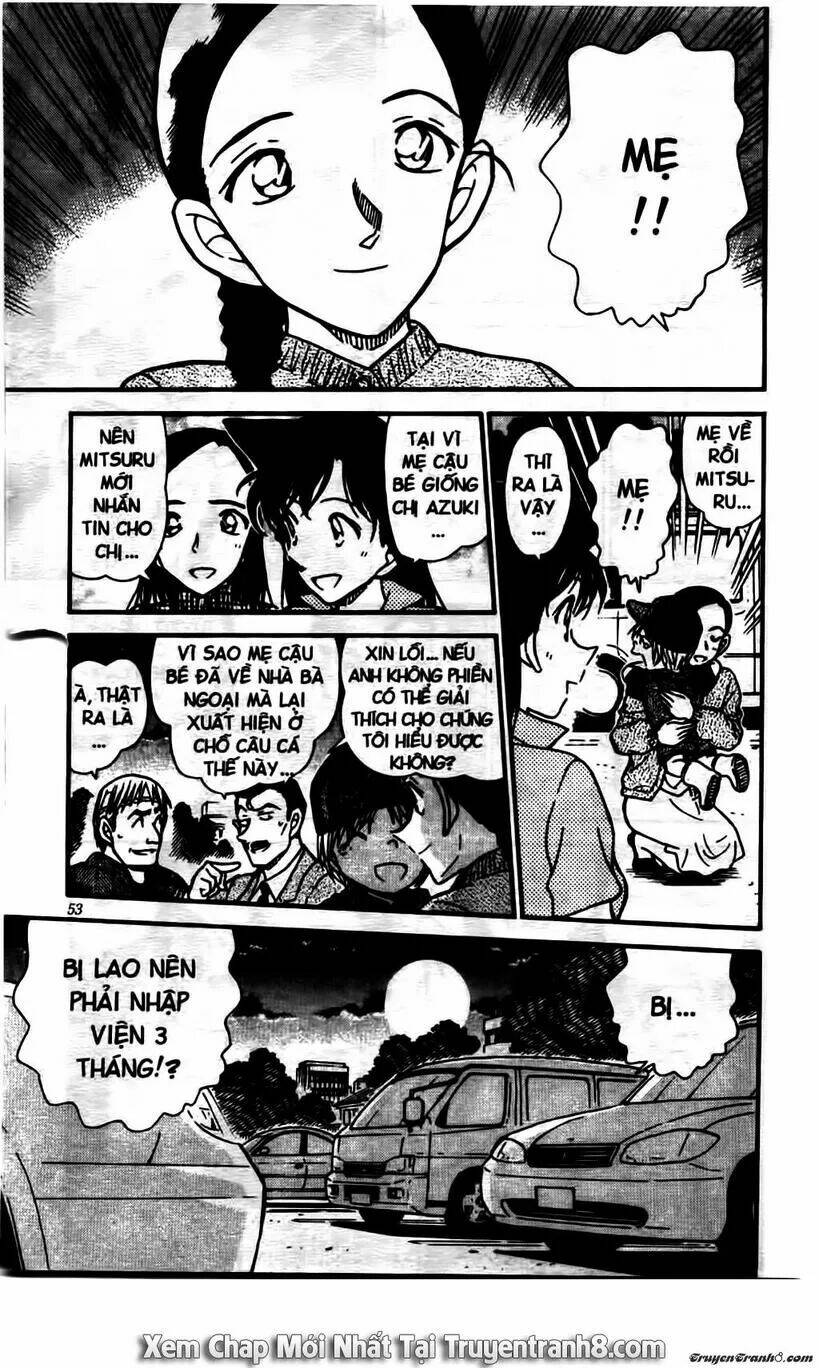 MẸ
!!
MẸ VỀ
RỒI
MITSU-
RU...
MẸ
!!
THÌ
RA LÀ
VẬY
...
TẠI VÌ
MẸ CẬU
BÉ GIỐNG
CHỊ AZUKI
...
NÊN
MITSURU
MỚI
NHẮN
TIN CHO
CHỊ...
XIN LỖI... NẾU
ANH KHÔNG PHIỀN
CÓ THỂ GIẢI
THÍCH CHO CHÚNG
TÔI HIỂU ĐƯỢC
KHÔNG?
VÌ SAO MẸ CẬU
BÉ ĐÃ VỀ NHÀ BÀ
NGOẠI MÀ LẠI
XUẤT HIỆN Ở
CHỖ CÂU CÁ
THẾ NÀY...
À, THẬT
RA LÀ
...
53
BỊ...
BỊ LAO NÊN
PHẢI NHẬP
VIỆN 3
THÁNG!?
Xem Chap Mới Nhất Tại Truyentranh8.com
TruyenTranh8.com